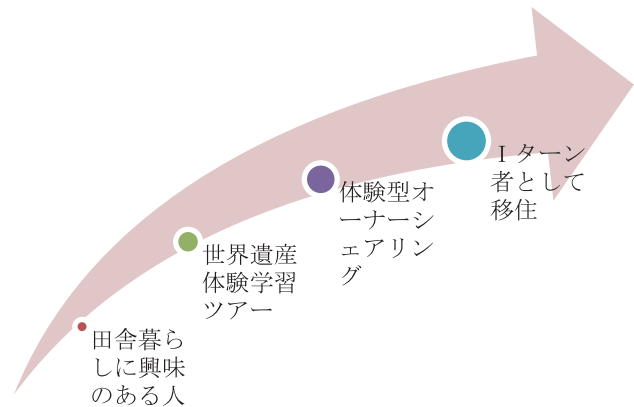 Ｉターン
者として
移住
体験型オ
ーナーシ
ェアリン
グ
世界遺産
体験学習
ツアー
田舎暮ら
しに興味
のある人